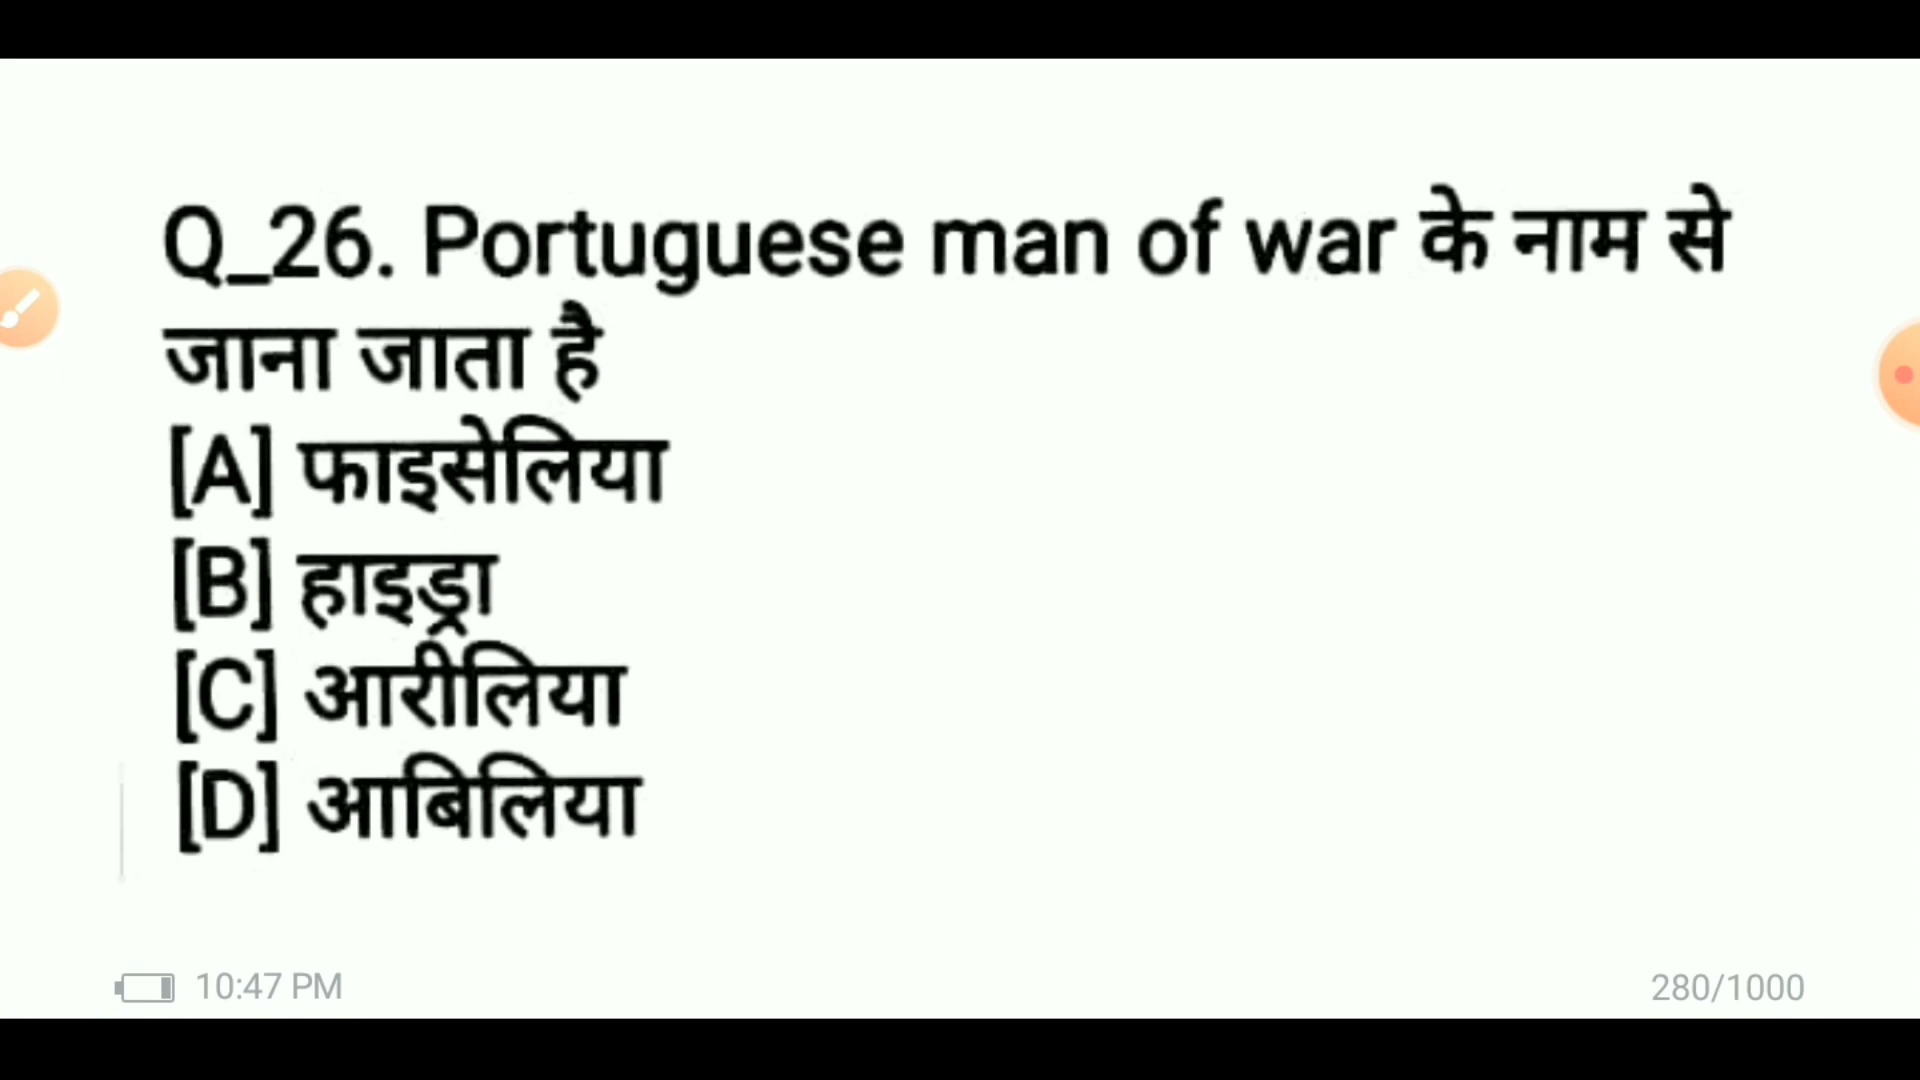 Q_26. Portuguese man of war के नाम से
जाना जाता है
[A] फाइसेलिया
[B] हाइड्रा
[C] आरीलिया
[D] आबिलिया
10:47 PM
280/1000